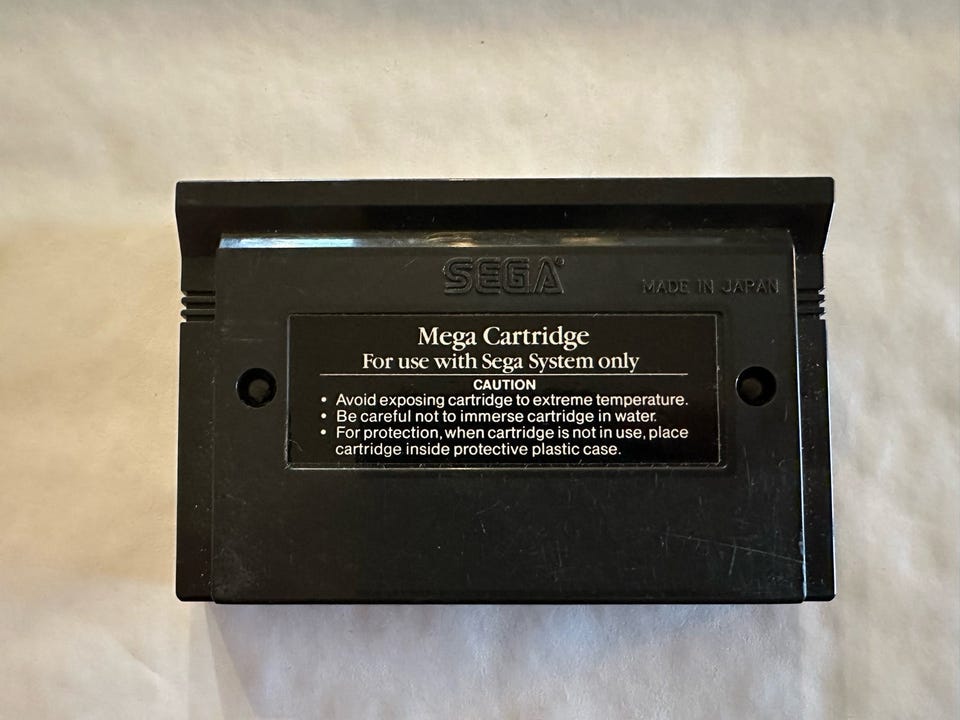 SEGA®
MADE IN JAPAN
Mega Cartridge
For use with Sega System only
CAUTION
• Avoid exposing cartridge to extreme temperature.
• Be careful not to immerse cartridge in water.
• For protection, when cartridge is not in use, place
cartridge inside protective plastic case.